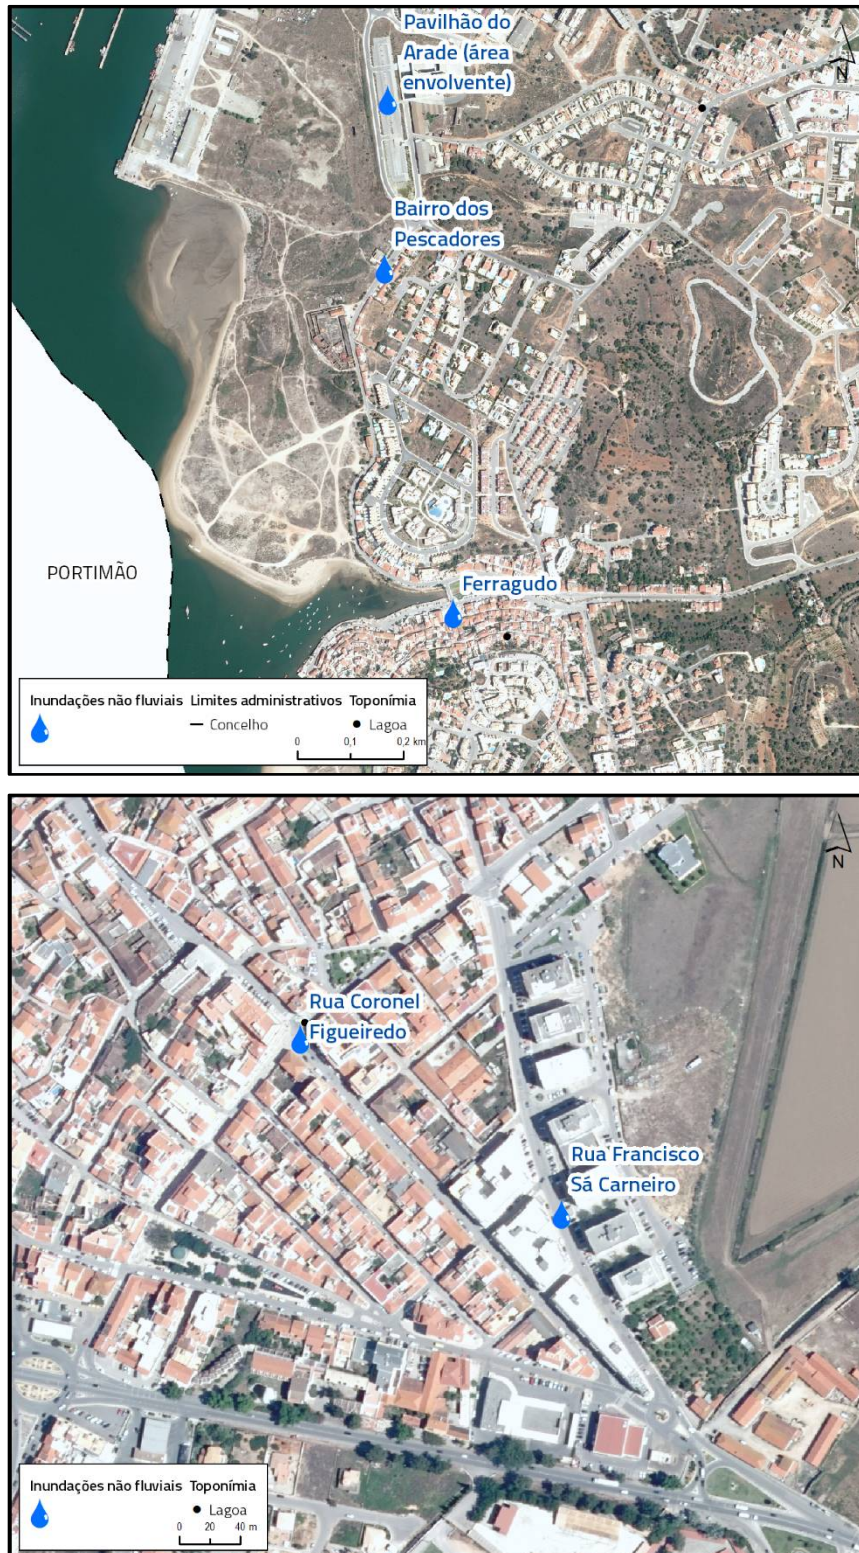 Pavilhão do
Arade (área
envolvente)
N
Bairro dos
Pescadores
PORTIMÃO
Ferragudo
Inundações não fluviais Limites administrativos Toponímia
Concelho
Lagoa
0 0,1 0,2 km
N
Rua Coronel
Figueiredo
Rua Francisco
Sá Carneiro
Inundações não fluviais Toponímia
Lagoa
0 20 40 m